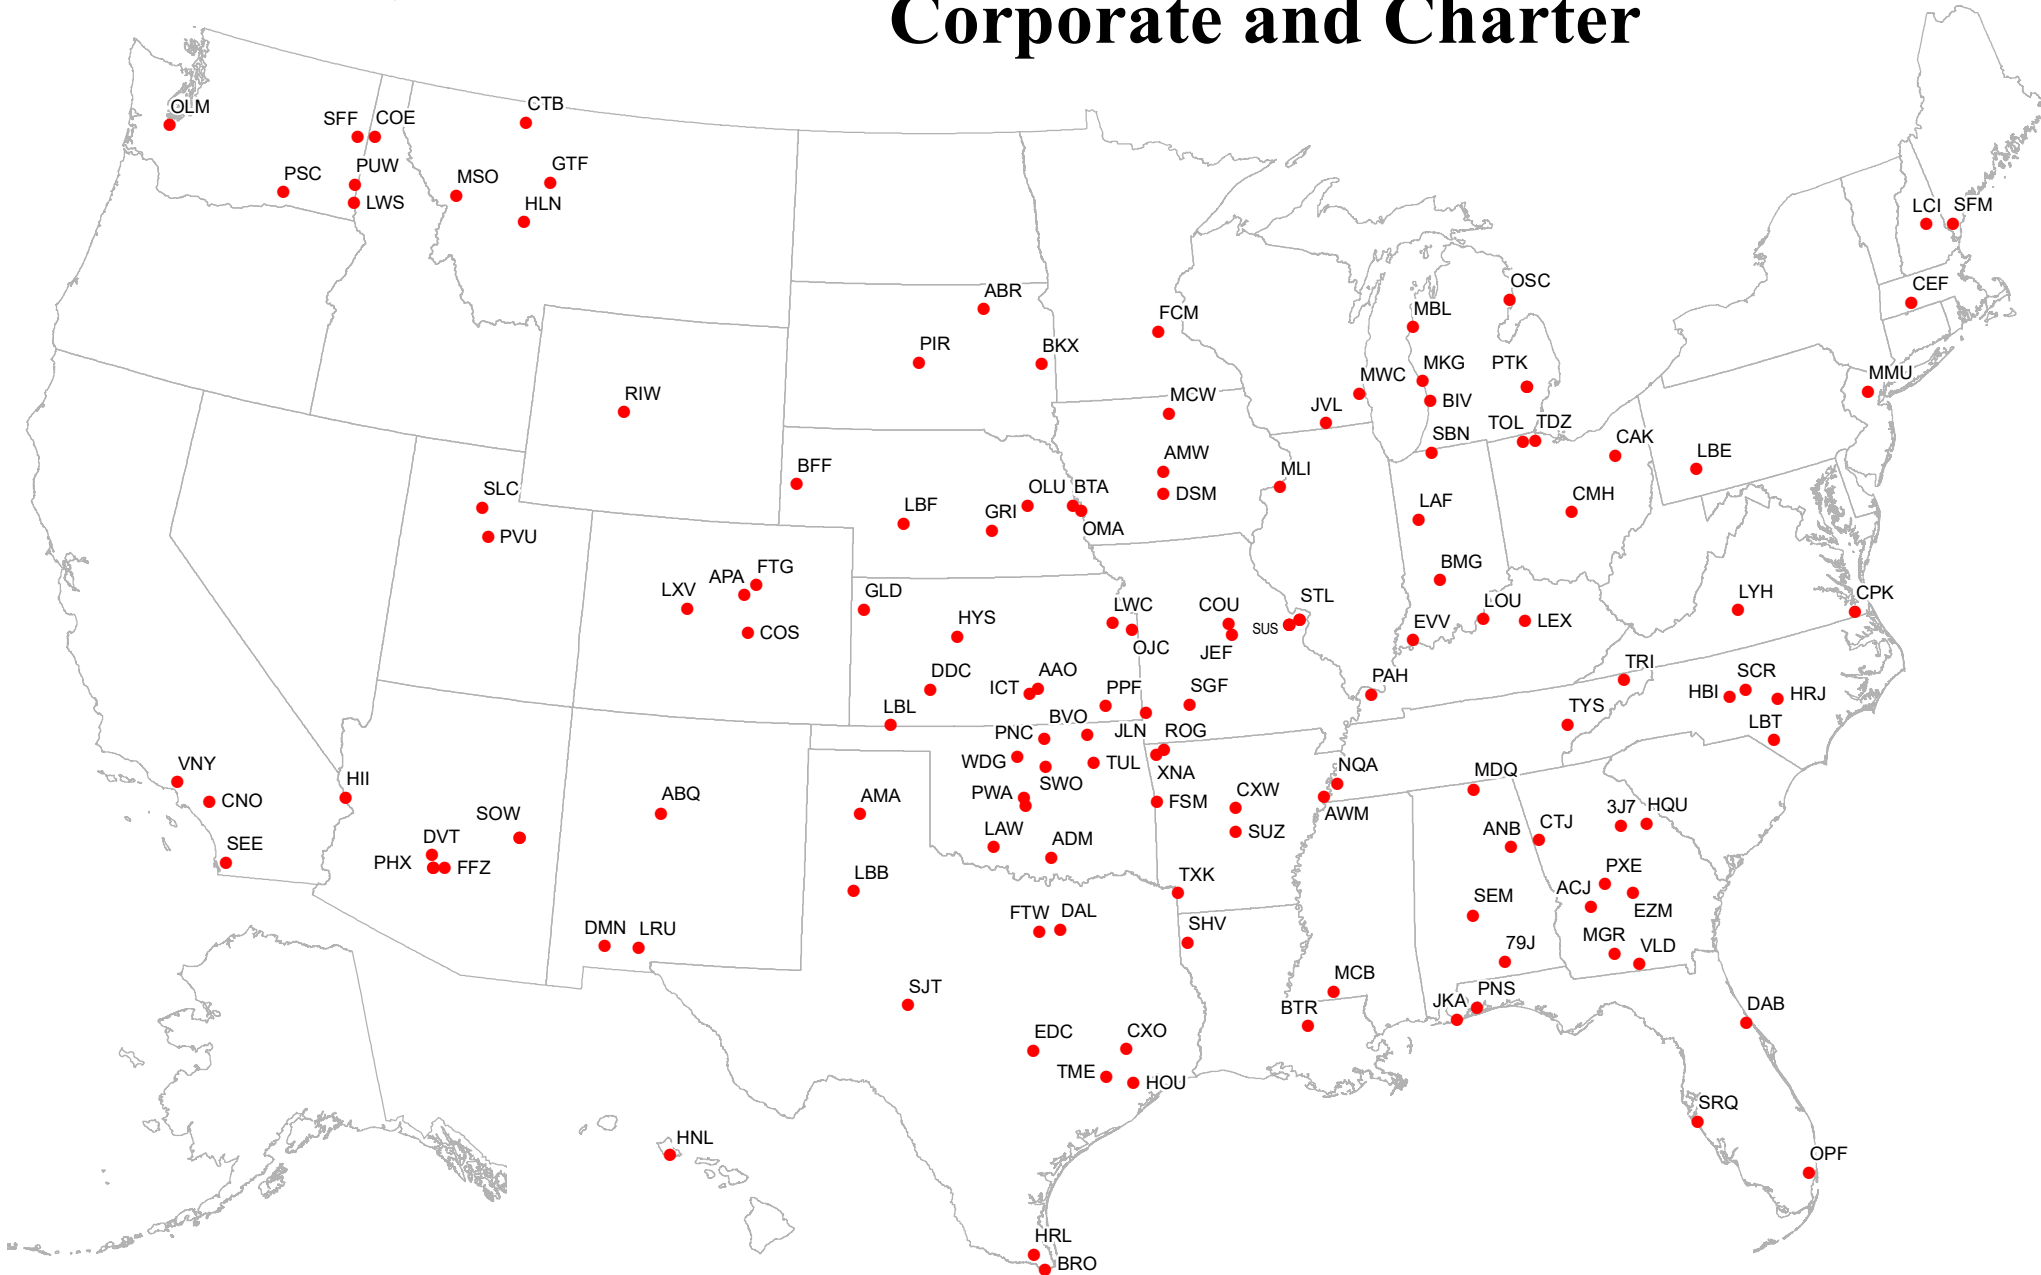 Corporate and Charter
OLM
SFF COE
CTB
PSC
PUW
LWS
MSO
GTF
HLN
LCI SFM
CEF
ABR
PIR
BKX
FCM
OSC
MBL
MKG
PTK
MWC
BIV
JVL
TOL TDZ
SBN
MMU
RIW
MCW
AMW
DSM
MLI
CAK
LBE
CMH
BFF
LBF
GRI
OLU BTA
OMA
LAF
BMG
SLC
PVU
LXV
APA
FTG
COS
GLD
HYS
LWC
OJC
COU
JEF
SUS
STL
EVV
LOU
LEX
LYH
CPK
DDC
ICT
AAO
PPF
SGF
PAH
TRI
TYS
HBI
SCR
HRJ
LBT
LBL
PNC
BVO
JLN
ROG
WDG
TUL
XNA
SWO
PWA
FSM
CXW
SUZ
NQA
AWM
MDQ
VNY
CNO
SEE
HII
SOW
DVT
PHX
FFZ
ABQ
AMA
LAW
ADM
LBB
3J7 HQU
ANB
CTJ
PXE
ACJ
EZM
SEM
TXK
FTW DAL
SHV
DMN LRU
MGR
VLD
79J
SJT
MCB
BTR
JKA
PNS
DAB
EDC
CXO
TME
HOU
SRQ
OPF
HNL
HRL
BRO